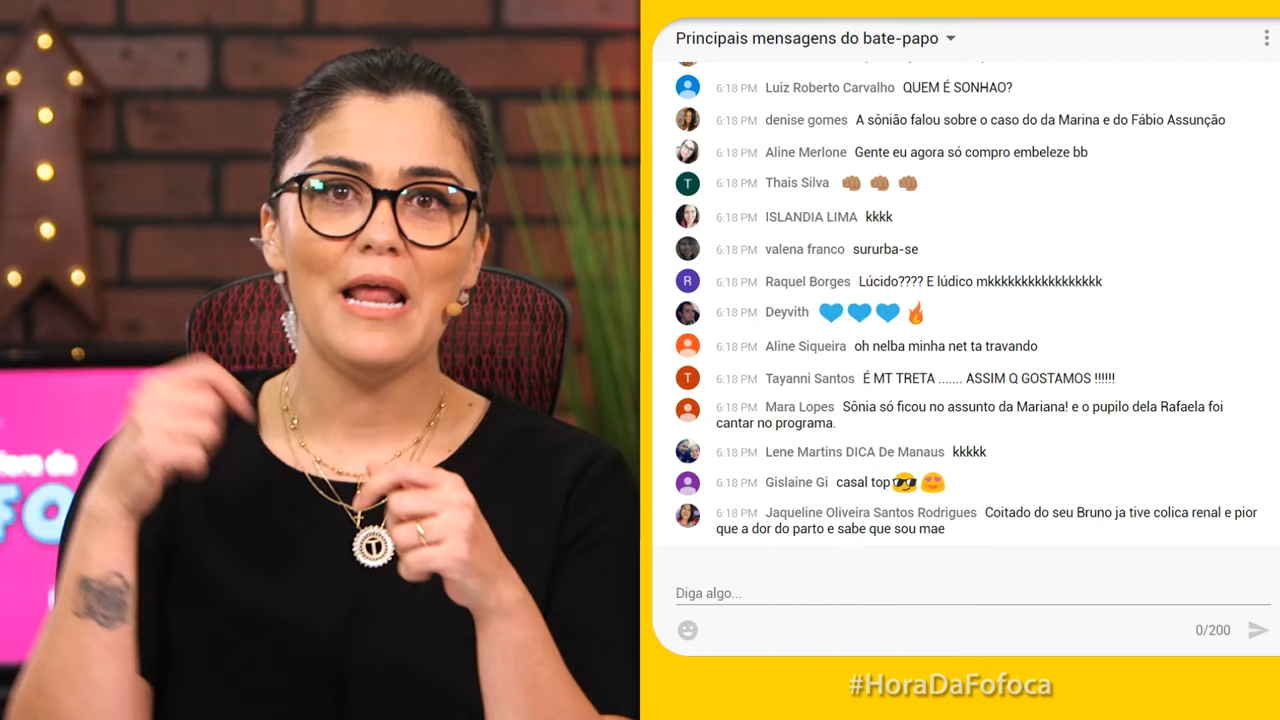 ora da
FO
T
Principais mensagens do bate-papo
6:18 PM Luiz Roberto Carvalho QUEM É SONHAO?
6:18 PM denise gomes A sônião falou sobre o caso do da Marina e do Fábio Assunção
6:18 PM Aline Merlone Gente eu agora só compro embeleze bb
T 6:18 PM Thais Silva 👊🏽 👊🏽 👊🏽
6:18 PM ISLANDIA LIMA kkkk
6:18 PM valena franco sururba-se
R 6:18 PM Raquel Borges Lúcido???? E lúdico mkkkkkkkkkkkkkkkkk
6:18 PM Deyvith 💙💙💙🔥
6:18 PM Aline Siqueira oh nelba minha net ta travando
T 6:18 PM Tayanni Santos É MT TRETA ....... ASSIM Q GOSTAMOS !!!!!!
6:18 PM Mara Lopes Sônia só ficou no assunto da Mariana! e o pupilo dela Rafaela foi
cantar no programa.
6:18 PM Lene Martins DICA De Manaus kkkkk
6:18 PM Gislaine Gi casal top😎😍
6:18 PM Jaqueline Oliveira Santos Rodrigues Coitado do seu Bruno ja tive colica renal e pior
que a dor do parto e sabe que sou mae
Diga algo...
0/200
#HoraDaFofoca